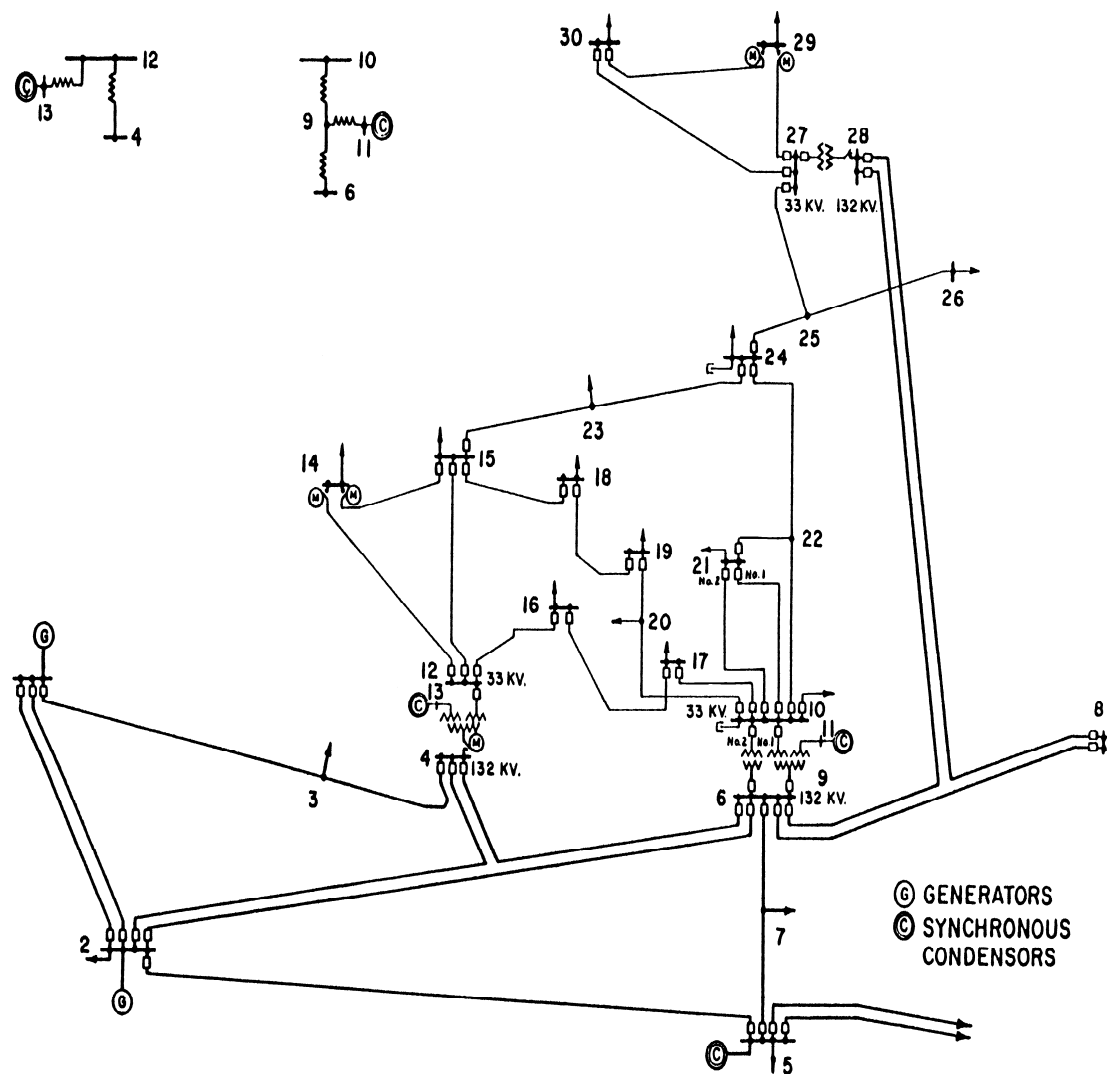 30
29
12
10
C
13
4
9
C
11
6
M
M
27
28
33 KV.
132 KV.
26
25
24
23
14
15
18
M
M
22
19
21
No.2
No.1
16
20
17
G
12
33 KV.
13
C
M
4
132 KV.
33 KV.
10
No.2
No.1
11
C
9
8
3
6
132 KV.
G GENERATORS
C SYNCHRONOUS
CONDENSORS
7
2
G
C
5